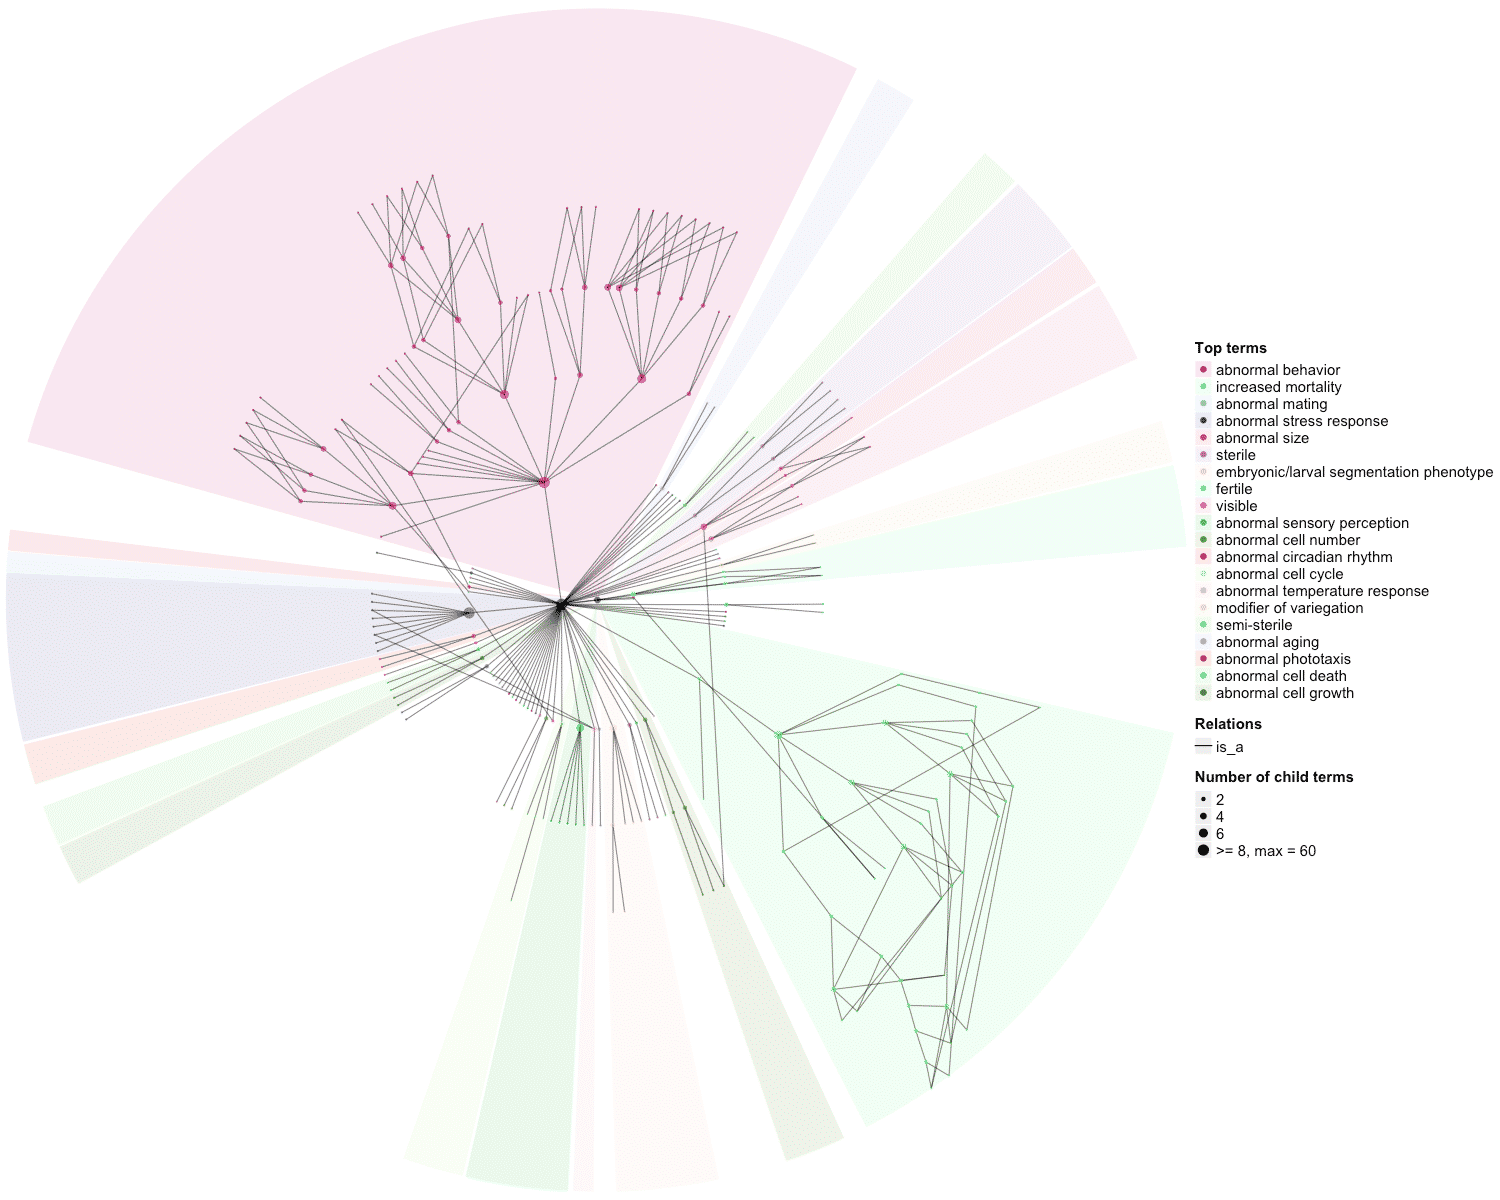 Top terms
abnormal behavior
increased mortality
abnormal mating
abnormal stress response
abnormal size
sterile
embryonic/larval segmentation phenotype
fertile
visible
abnormal sensory perception
abnormal cell number
abnormal circadian rhythm
abnormal cell cycle
abnormal temperature response
modifier of variegation
semi-sterile
abnormal aging
abnormal phototaxis
abnormal cell death
abnormal cell growth
Relations
is_a
Number of child terms
2
4
6
>= 8, max = 60